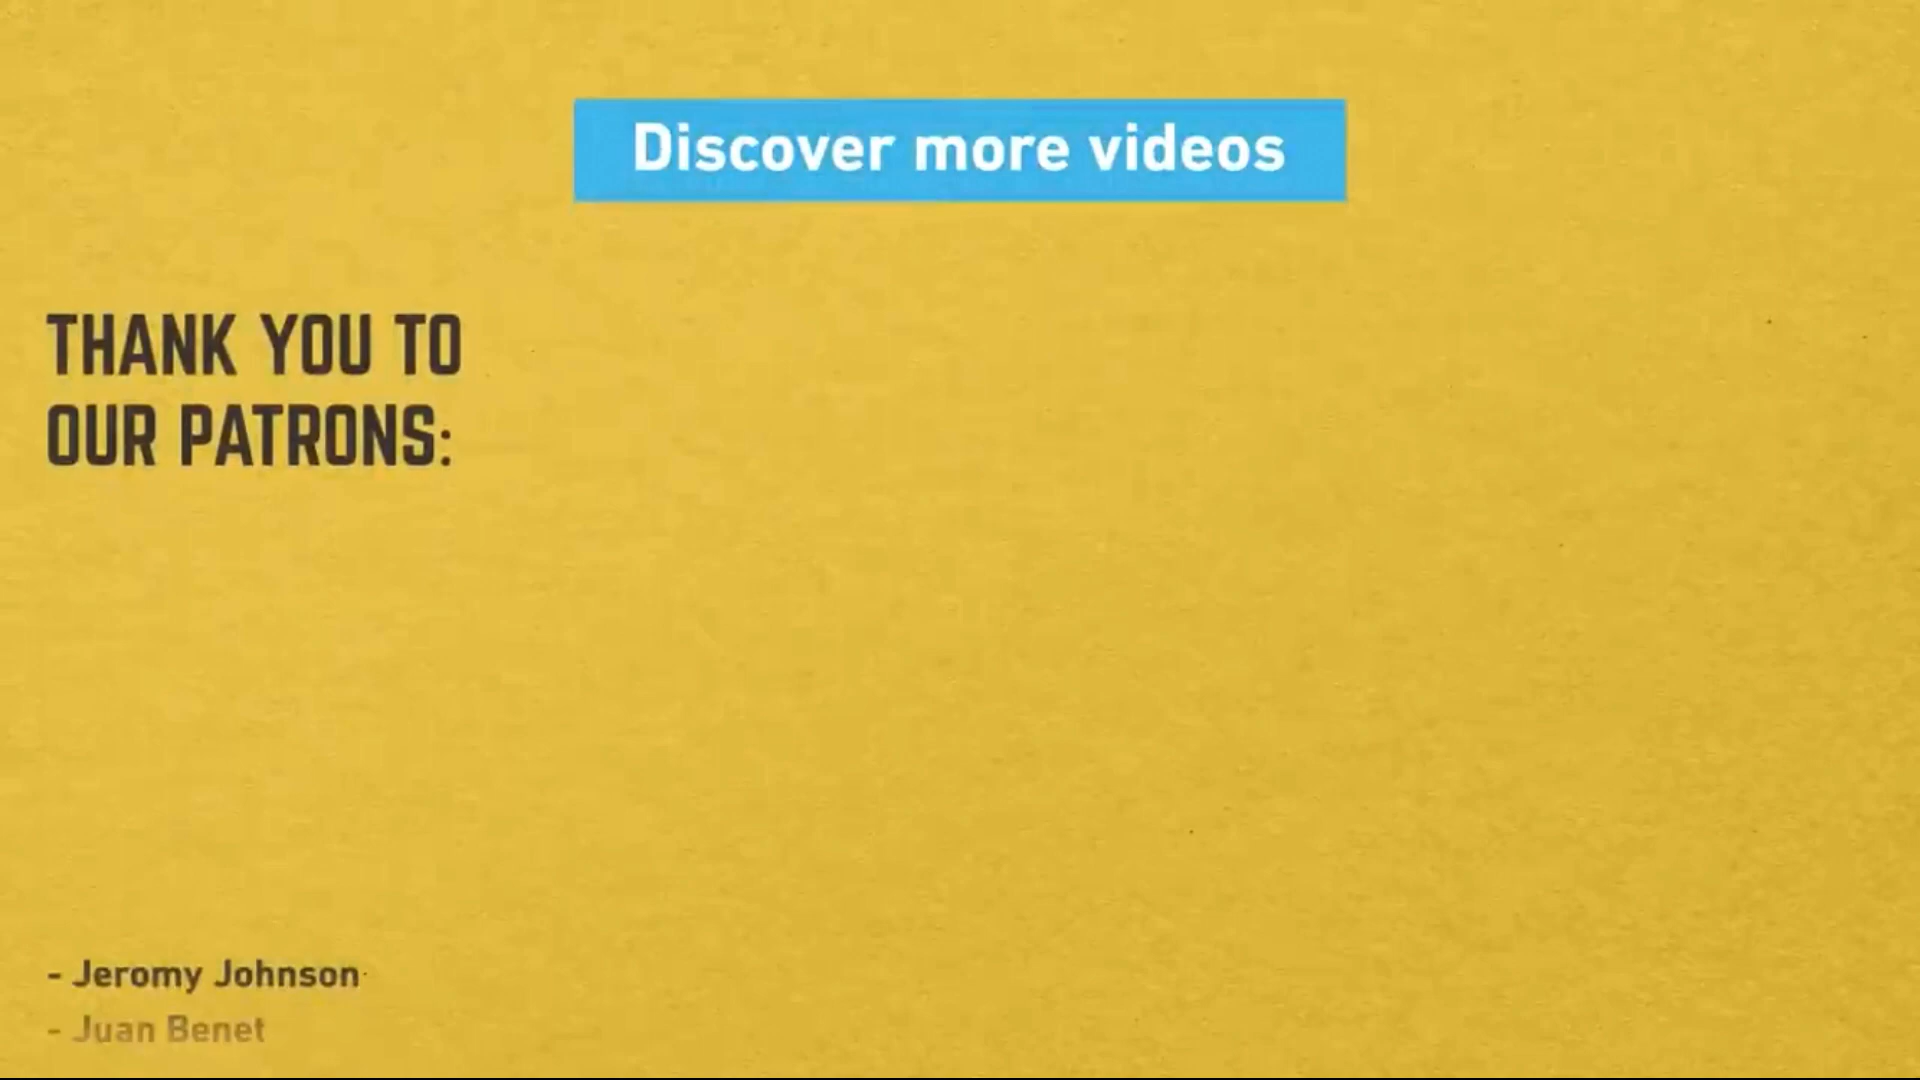 Discover more videos
THANK YOU TO
OUR PATRONS:
- Jeromy Johnson
- Juan Benet